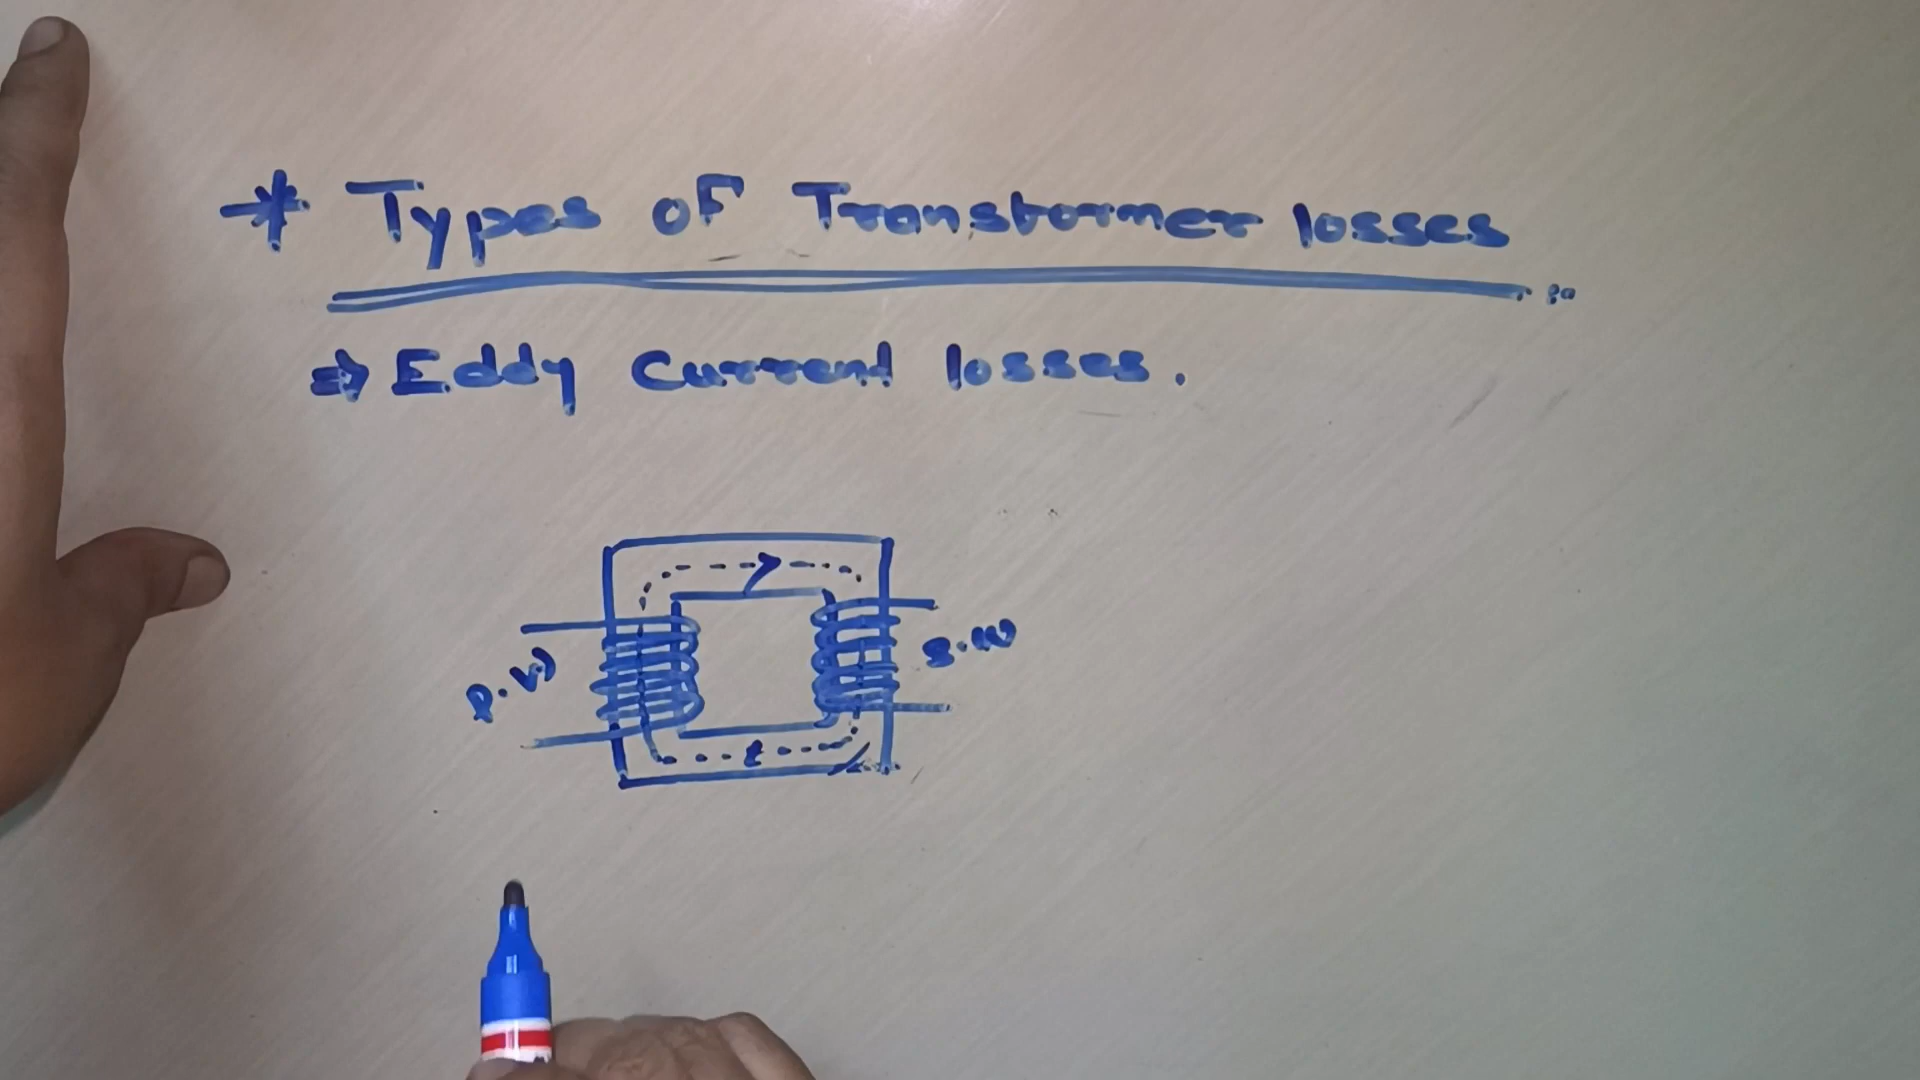 * Types of Transformer losses
⇒ Eddy Current losses.
P.W
S.W